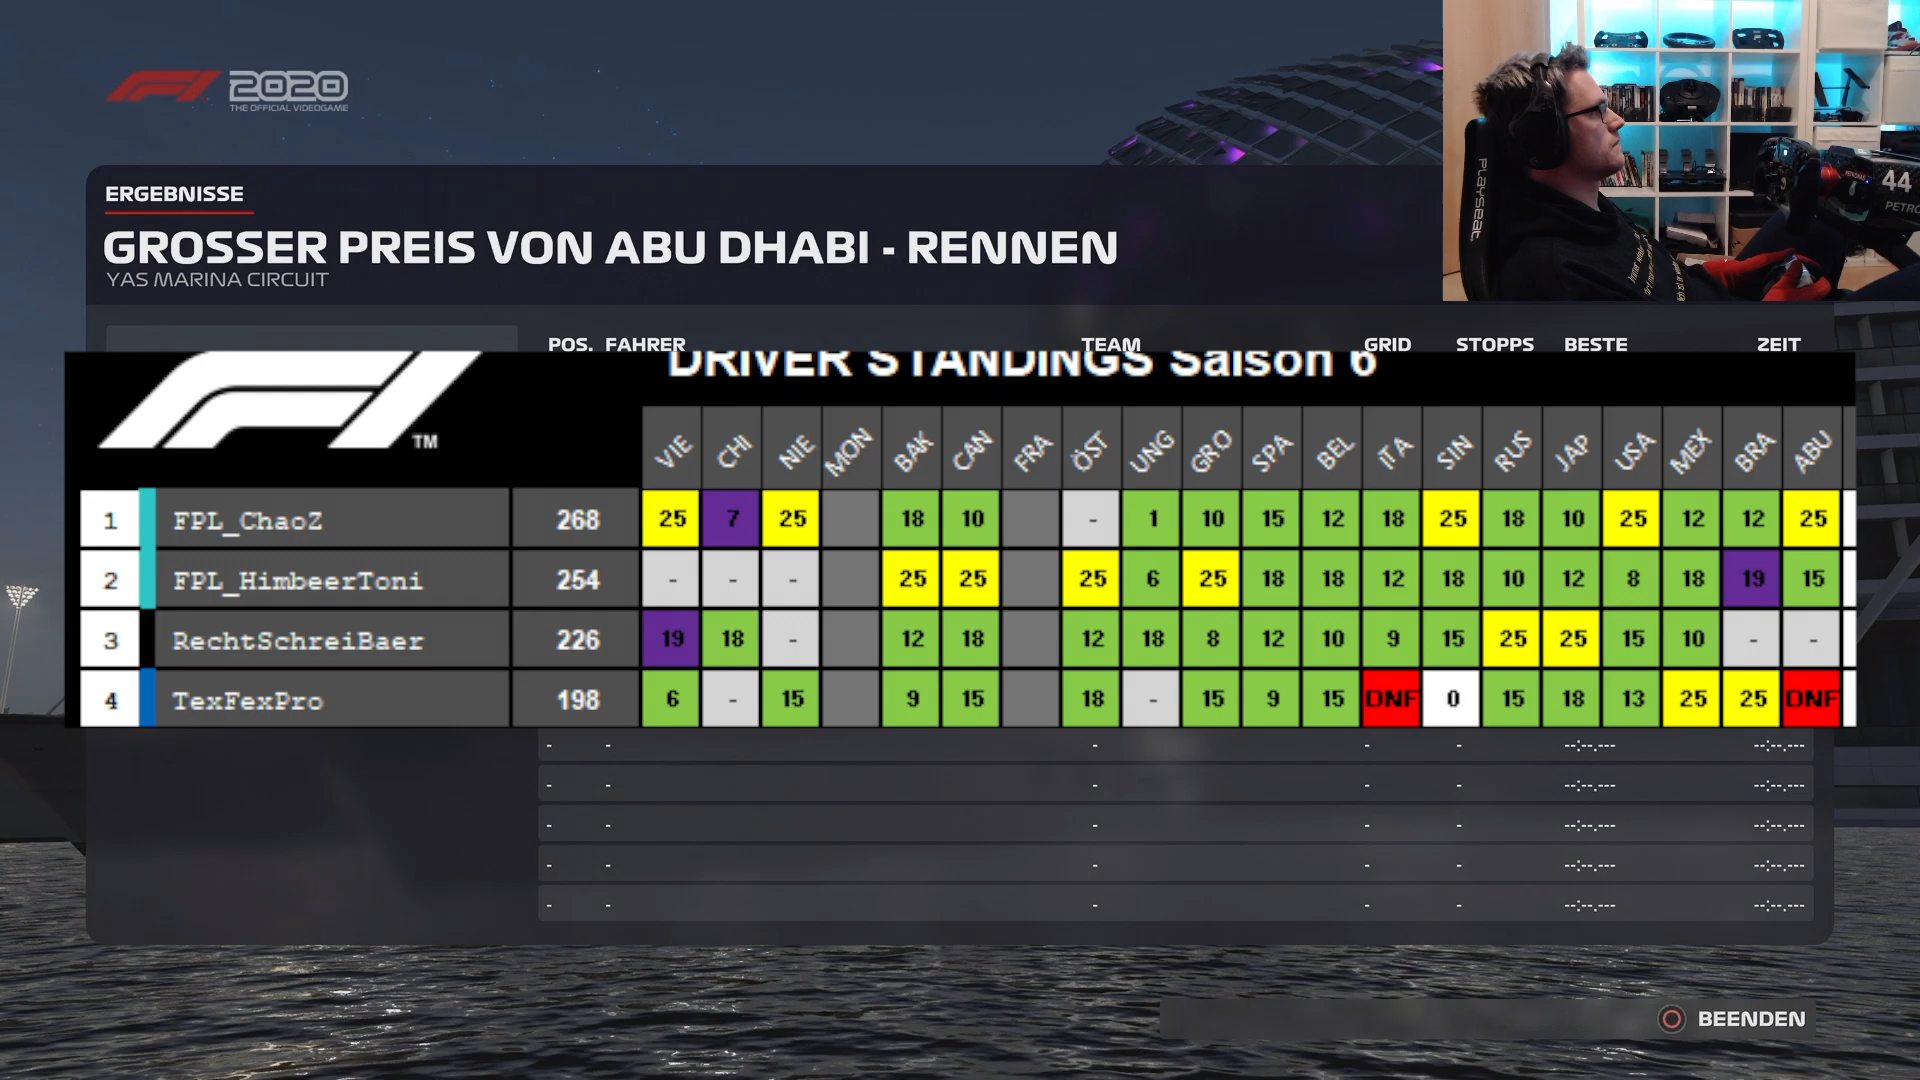 F1 2020
THE OFFICIAL VIDEOGAME
ERGEBNISSE
GROSSER PREIS VON ABU DHABI - RENNEN
YAS MARINA CIRCUIT
playseat
PETRONAS
44
PETRO
POS. FAHRER TEAM GRID STOPPS BESTE ZEIT
DRIVER STANDINGS Saison 6
F1 TM
VIE CHI NIE MON BAK CAN FRA ÖST UNG GRO SPA BEL iTA SIN RUS JAP USA MEX BRA ABU
1 FPL_ChaoZ 268 25 7 25 18 10 - 1 10 15 12 18 25 18 10 25 12 12 25
2 FPL_HimbeerToni 254 - - - 25 25 25 6 25 18 18 12 18 10 12 8 18 19 15
3 RechtSchreiBaer 226 19 18 - 12 18 12 18 8 12 10 9 15 25 25 15 10 - -
4 TexFexPro 198 6 - 15 9 15 18 - 15 9 15 DNF 0 15 18 13 25 25 DNF
- - - - - --:--.--- --:--.---
- - - - - --:--.--- --:--.---
- - - - - --:--.--- --:--.---
- - - - - --:--.--- --:--.---
- - - - - --:--.--- --:--.---
BEENDEN